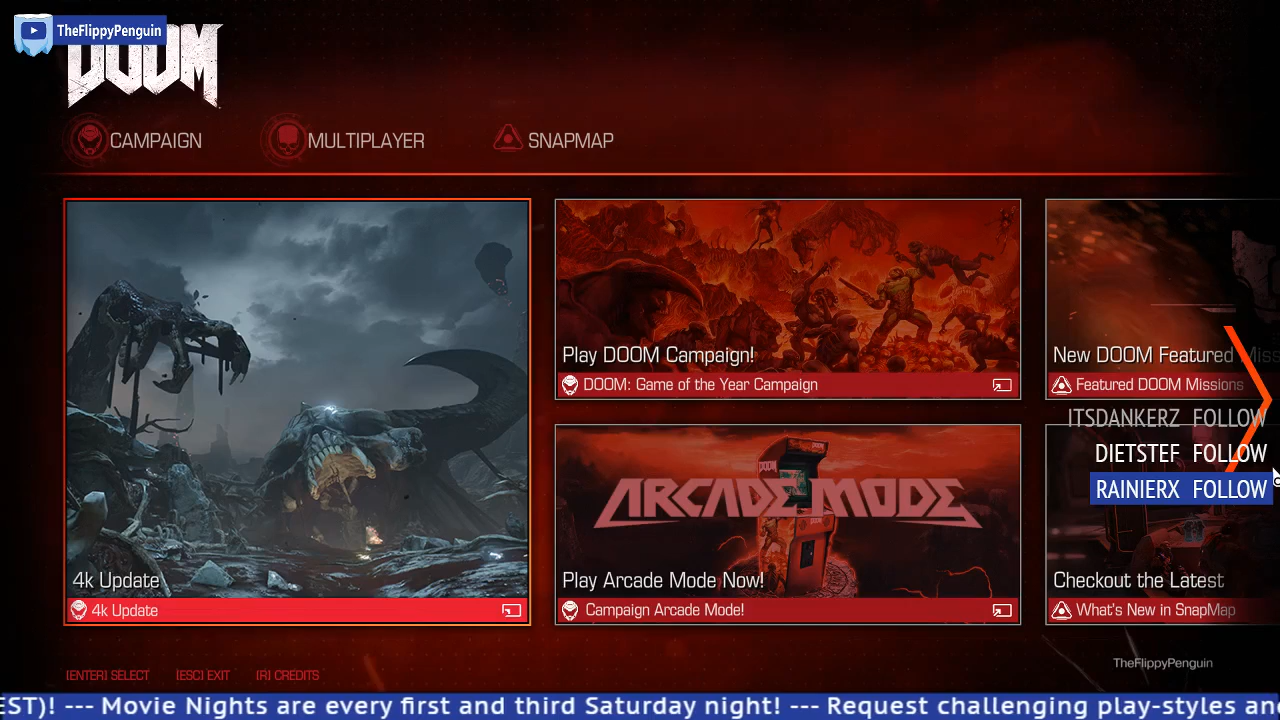 TheFlippyPenguin
DOOM
CAMPAIGN
MULTIPLAYER
SNAPMAP
4k Update
4k Update
Play DOOM Campaign!
DOOM: Game of the Year Campaign
ARCADE MODE
Play Arcade Mode Now!
Campaign Arcade Mode!
New DOOM Featured Miss
Featured DOOM Missions
ITSDANKERZ FOLLOW
DIETSTEF FOLLOW
RAINIERX FOLLOW
Checkout the Latest
What's New in SnapMap
[ENTER] SELECT
[ESC] EXIT
[R] CREDITS
TheFlippyPenguin
EST)! --- Movie Nights are every first and third Saturday night! --- Request challenging play-styles and